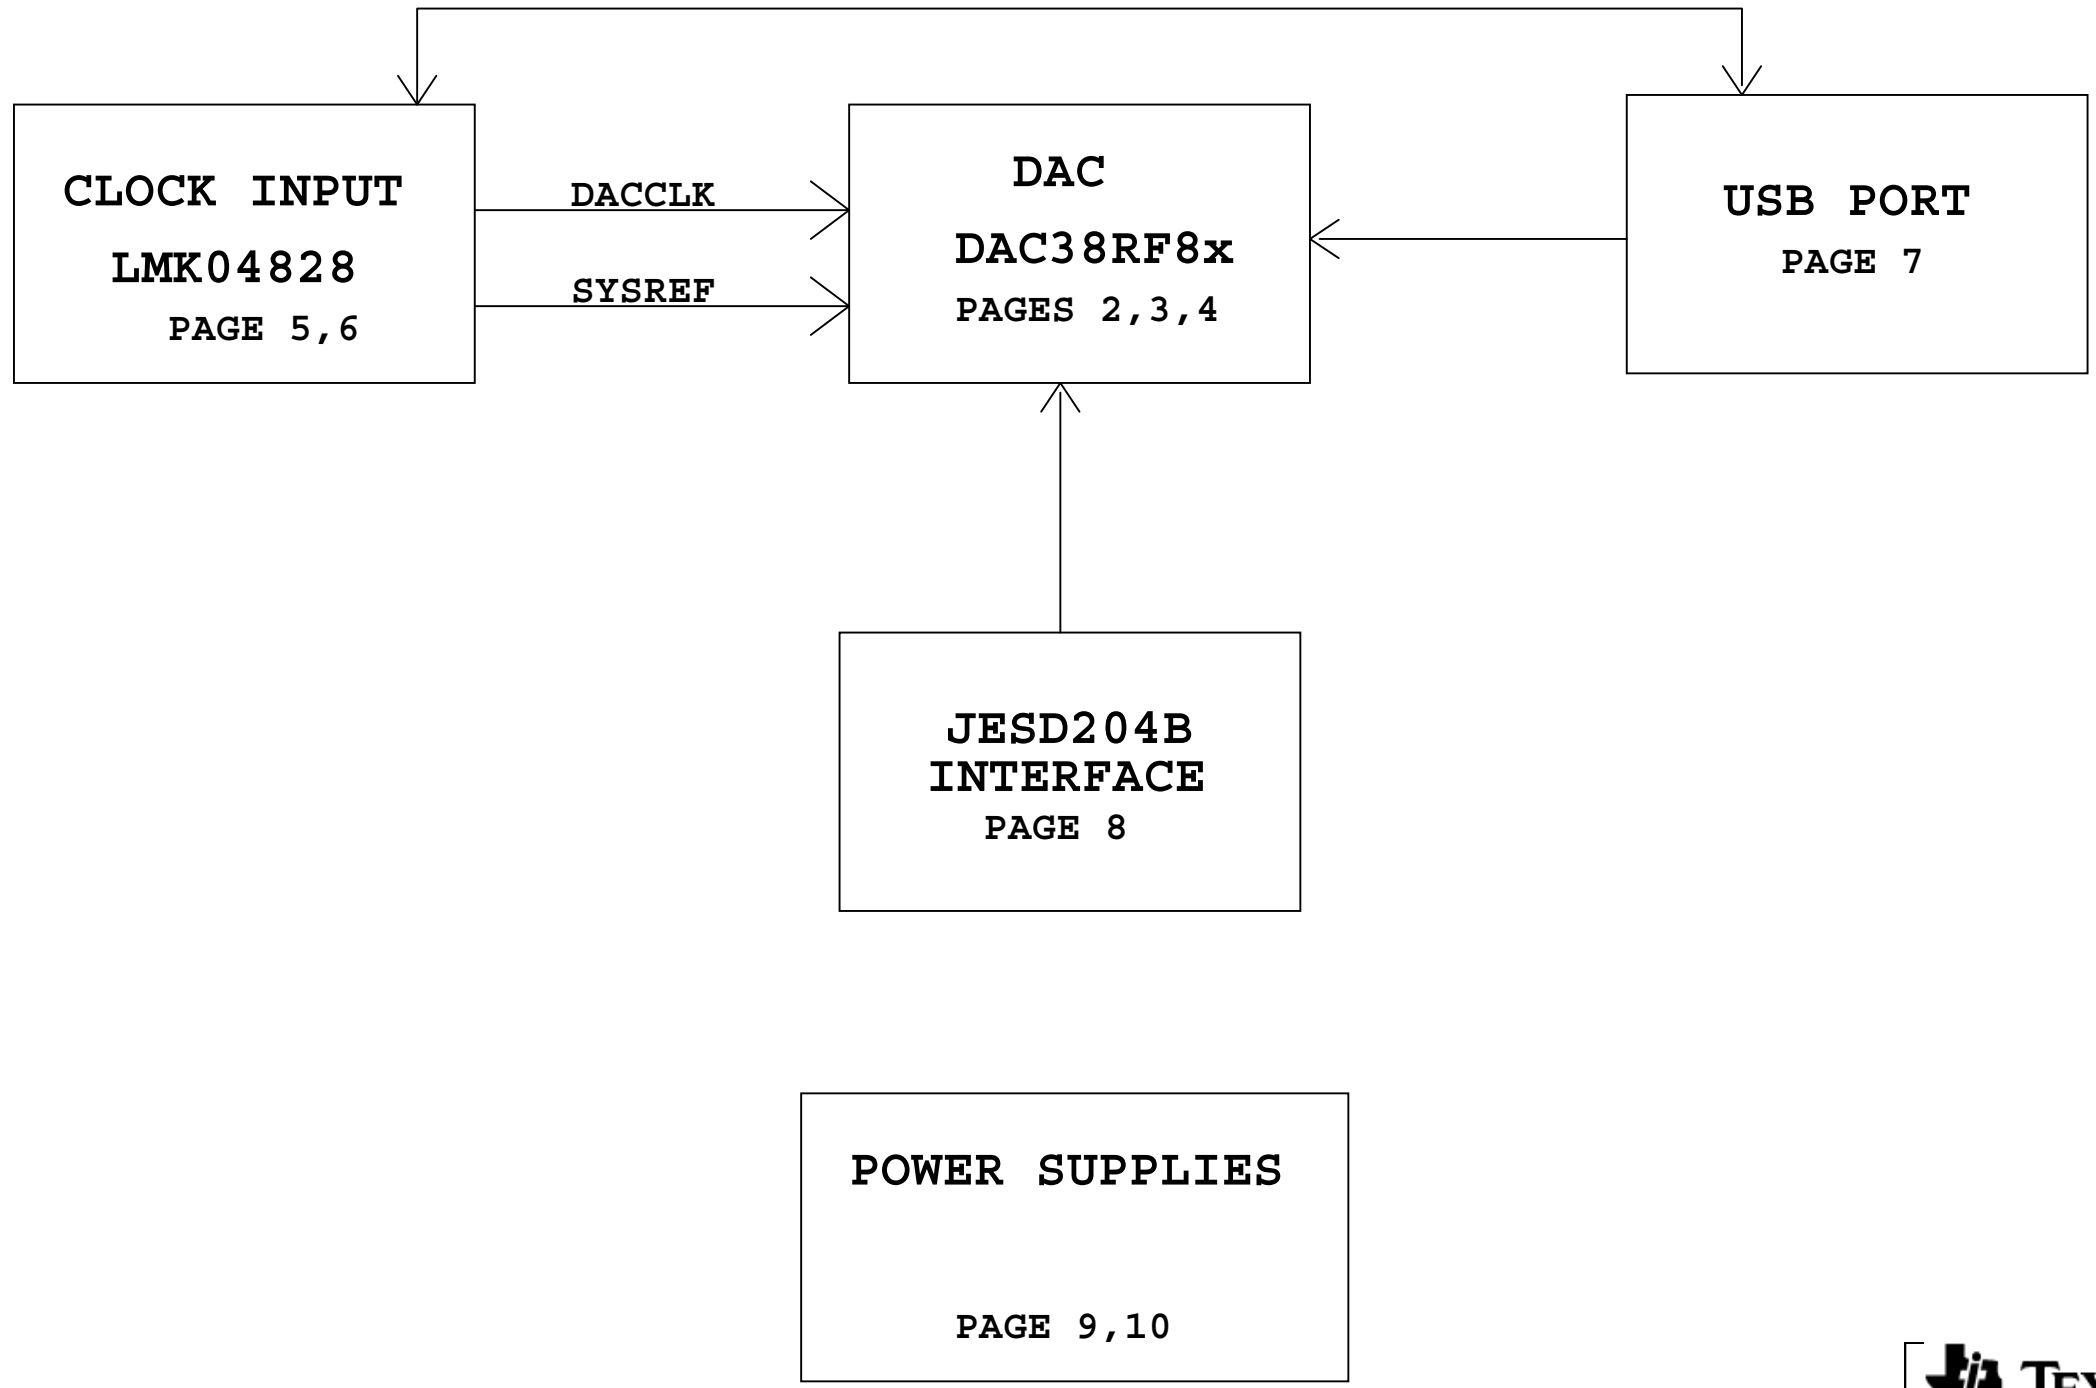 CLOCK INPUT
LMK04828
PAGE 5,6
DACCLK
SYSREF
DAC
DAC38RF8x
PAGES 2,3,4
USB PORT
PAGE 7
JESD204B
INTERFACE
PAGE 8
POWER SUPPLIES
PAGE 9,10